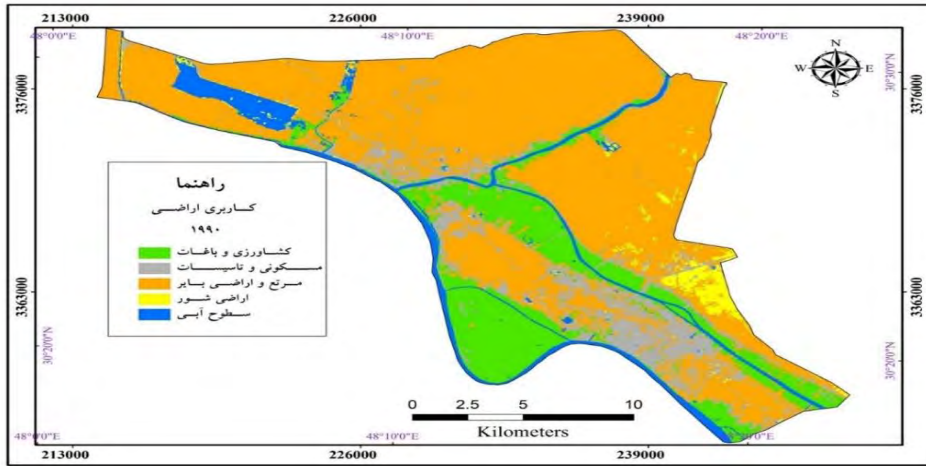 213000 226000 239000
48°0'0"E 48°10'0"E 48°20'0"E
N
W E
S
3376000 30°30'0"N 3376000
راهنما
کاربری اراضی
۱۹۹۰
کشاورزی و باغات
مسکونی و تاسیسات
مرتع و اراضی بایر
اراضی شور
سطوح آبی
3363000 3363000
30°20'0"N 30°20'0"N
0 2.5 5 10
Kilometers
48°0'0"E 48°10'0"E
213000 226000 239000